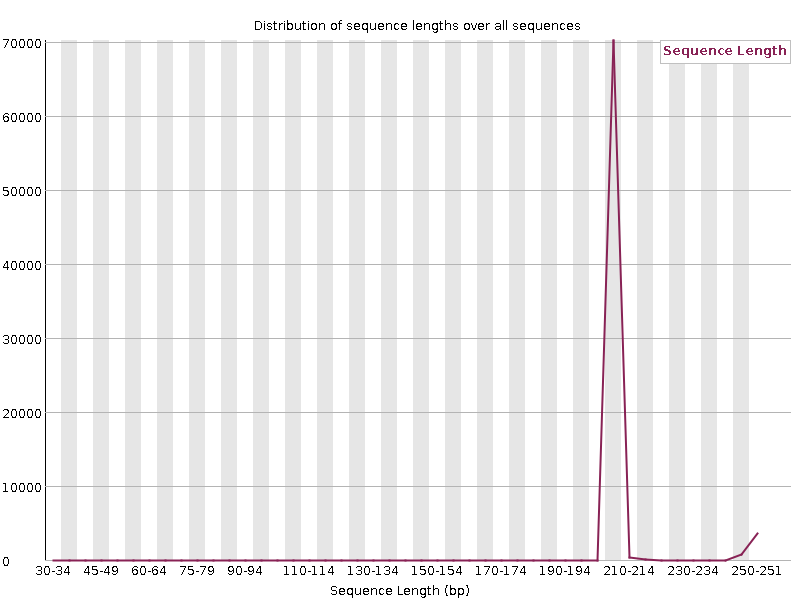 Distribution of sequence lengths over all sequences
Sequence Length
70000
60000
50000
40000
30000
20000
10000
0
30-34 45-49 60-64 75-79 90-94 110-114 130-134 150-154 170-174 190-194 210-214 230-234 250-251
Sequence Length (bp)